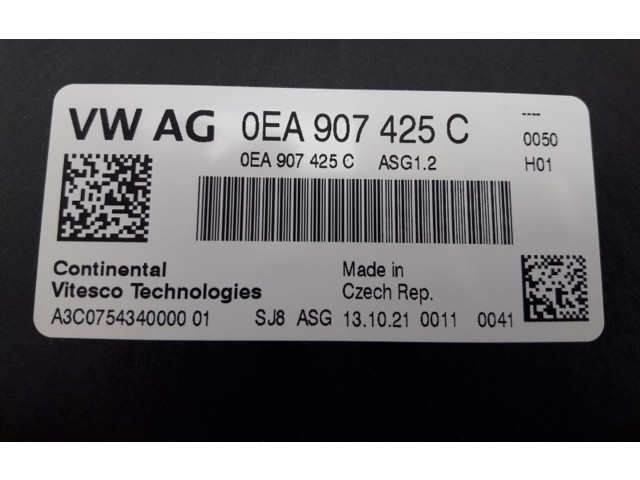 VW AG 0EA 907 425 C ----
0EA 907 425 C ASG1.2 0050
H01
Continental Made in
Vitesco Technologies Czech Rep.
A3C0754340000 01 SJ8 ASG 13.10.21 0011 0041